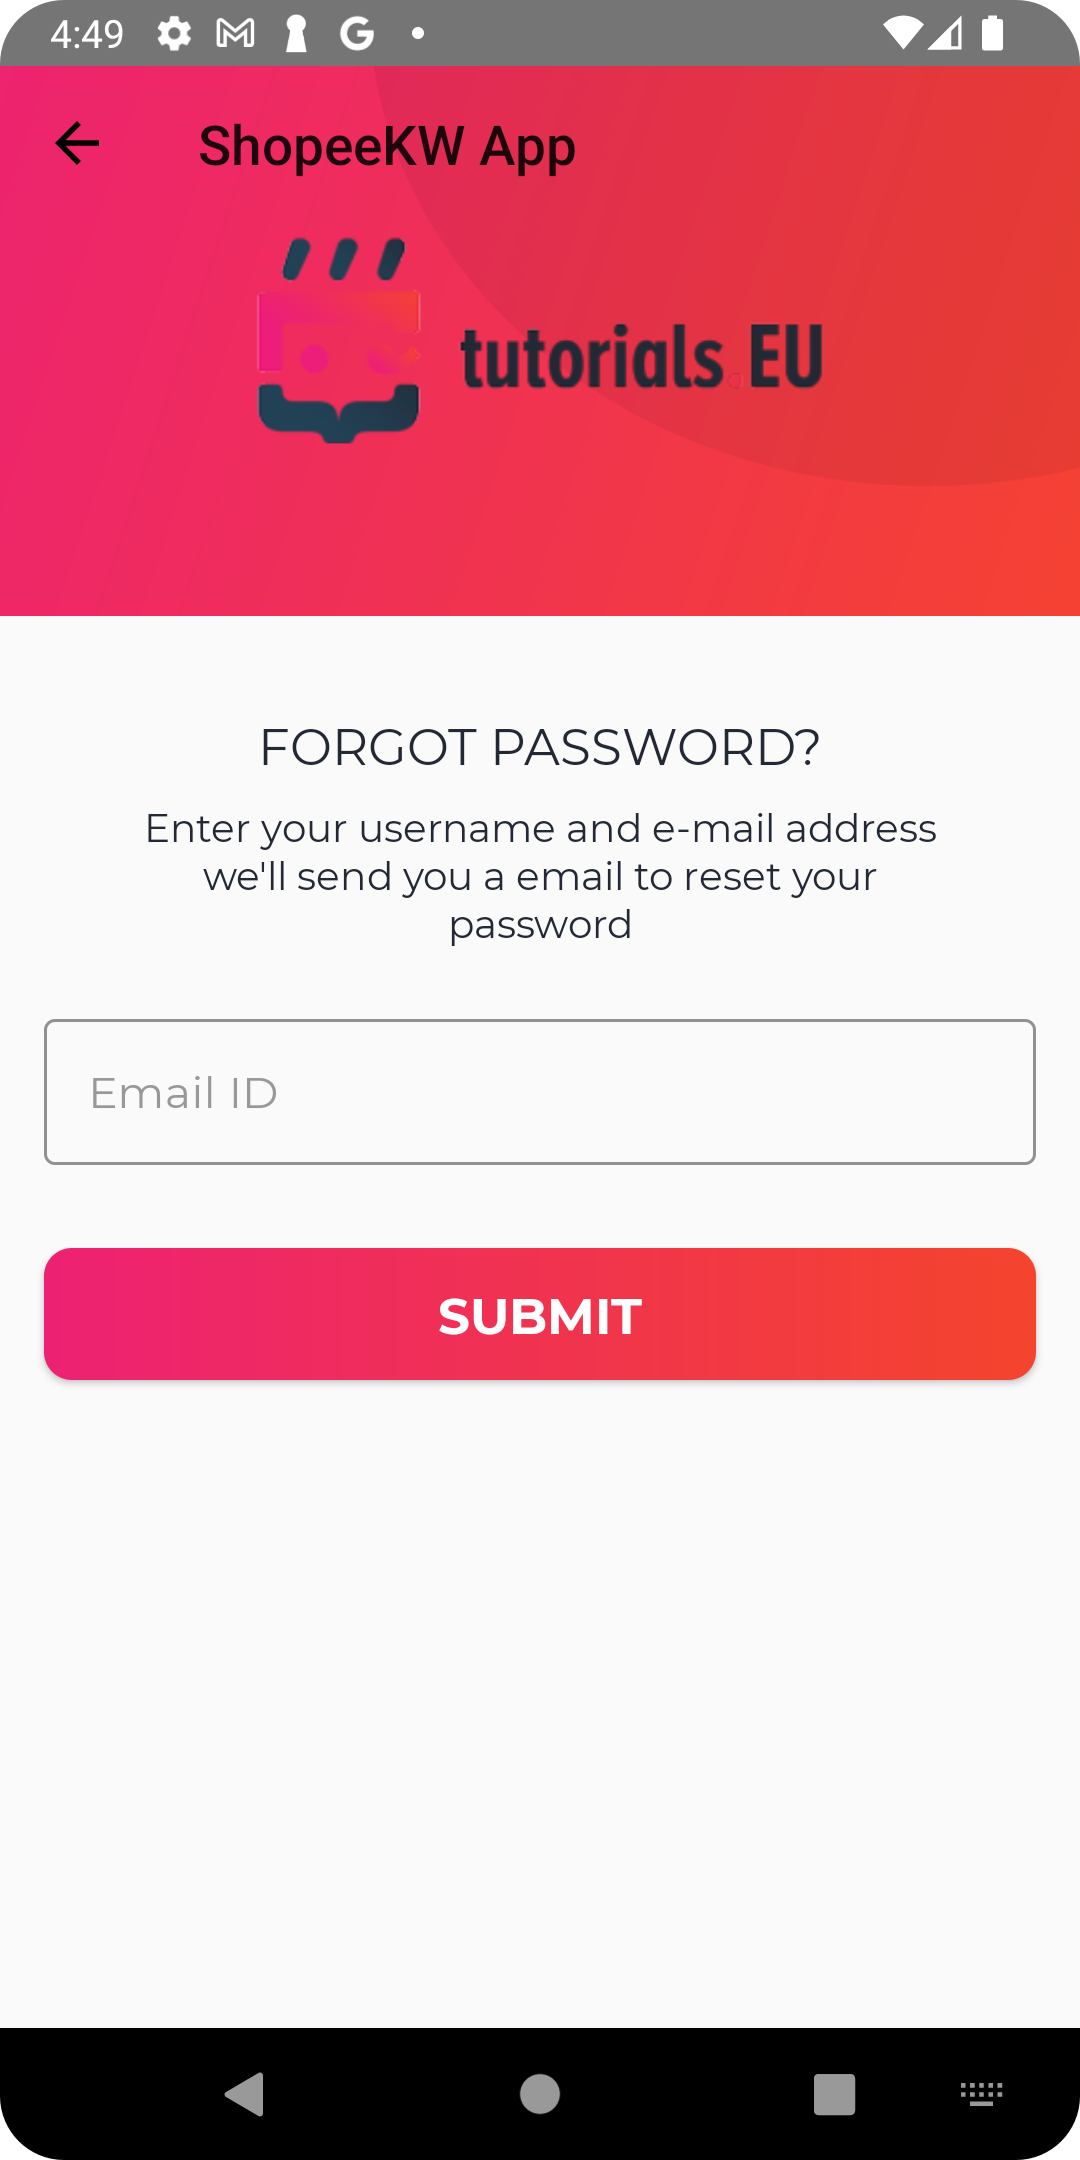 4:49
ShopeeKW App
tutorials.EU
FORGOT PASSWORD?
Enter your username and e-mail address
we'll send you a email to reset your
password
Email ID
SUBMIT